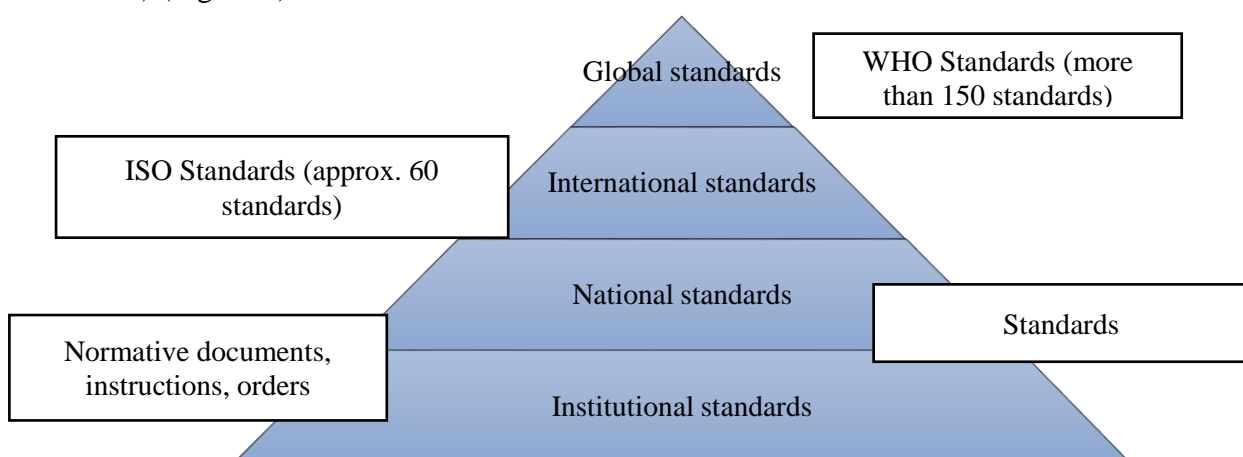 Global standards
WHO Standards (more
than 150 standards)
ISO Standards (approx. 60
standards)
International standards
National standards
Standards
Normative documents,
instructions, orders
Institutional standards